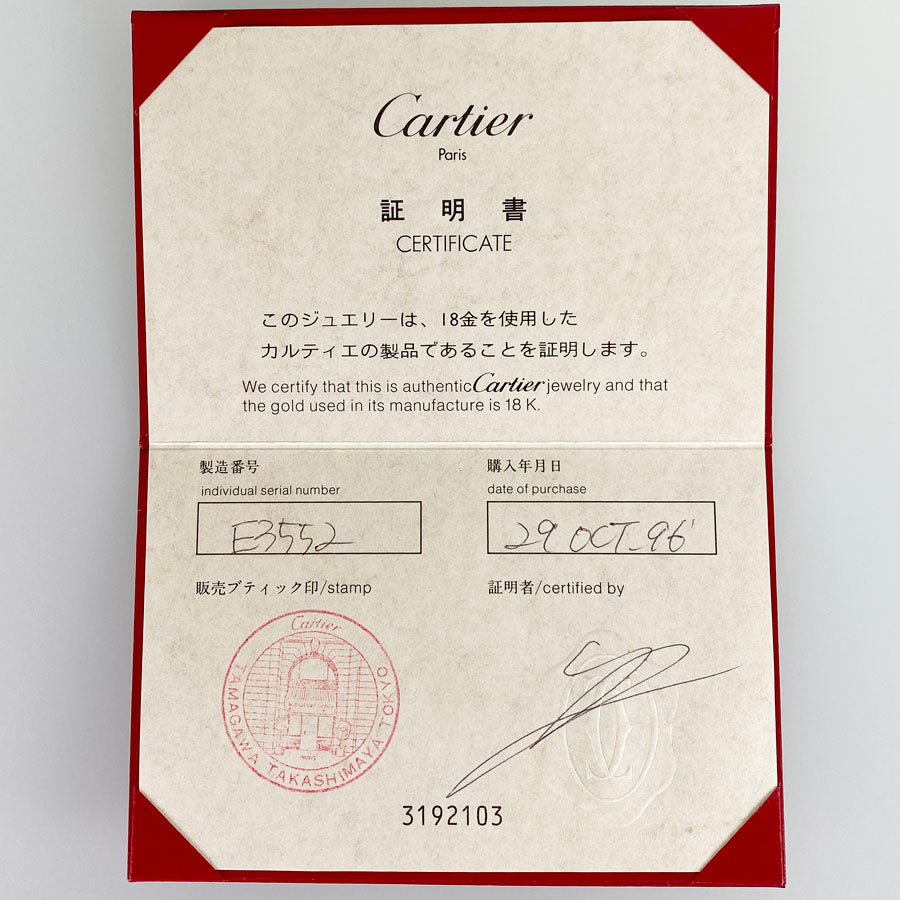 Cartier
Paris
証明書
CERTIFICATE
このジュエリーは、18金を使用した
カルティエの製品であることを証明します。
We certify that this is authentic Cartier jewelry and that
the gold used in its manufacture is 18 K.
製造番号
individual serial number
E3552
購入年月日
date of purchase
29 OCT-96'
販売ブティック印/stamp
証明者/certified by
Cartier
PARIS
TAMAGAWA TAKASHIMAYA TOKYO
3192103